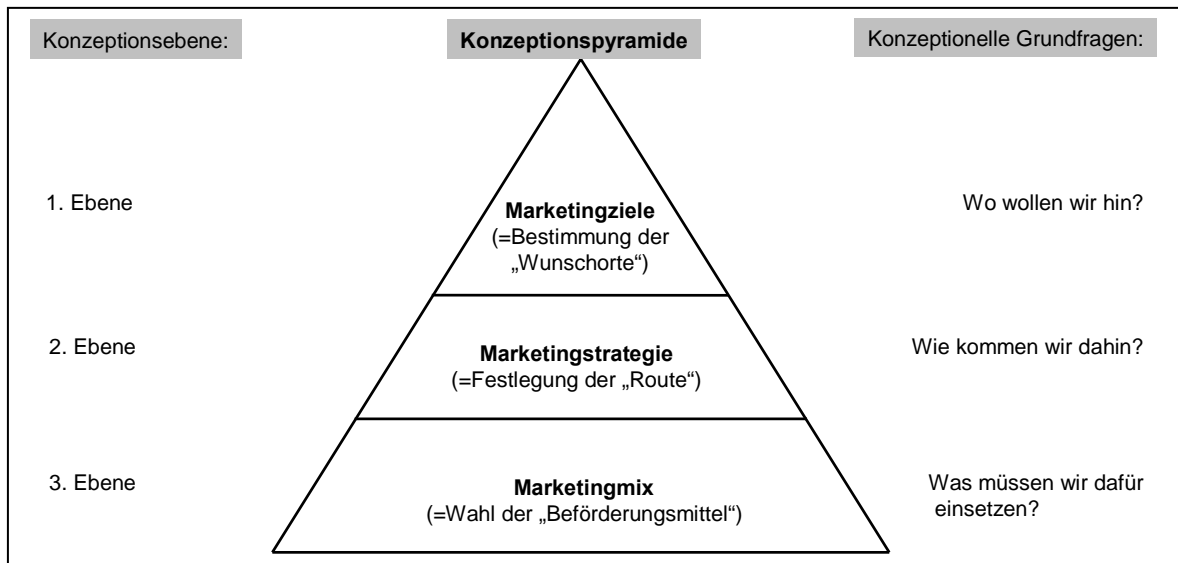 Konzeptionsebene:
Konzeptionspyramide
Konzeptionelle Grundfragen:
1. Ebene
Marketingziele
(=Bestimmung der
„Wunschorte“)
Wo wollen wir hin?
2. Ebene
Marketingstrategie
(=Festlegung der „Route“)
Wie kommen wir dahin?
3. Ebene
Marketingmix
(=Wahl der „Beförderungsmittel“)
Was müssen wir dafür
einsetzen?